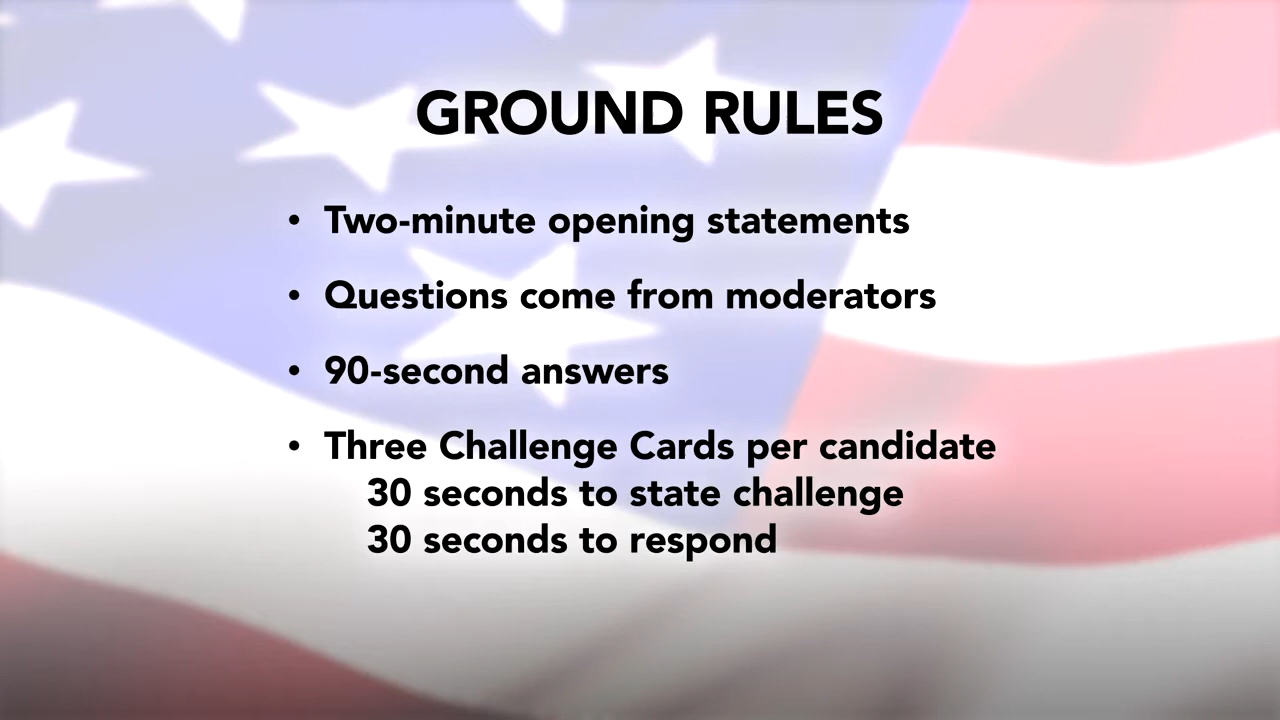 GROUND RULES
• Two-minute opening statements
• Questions come from moderators
• 90-second answers
• Three Challenge Cards per candidate
30 seconds to state challenge
30 seconds to respond